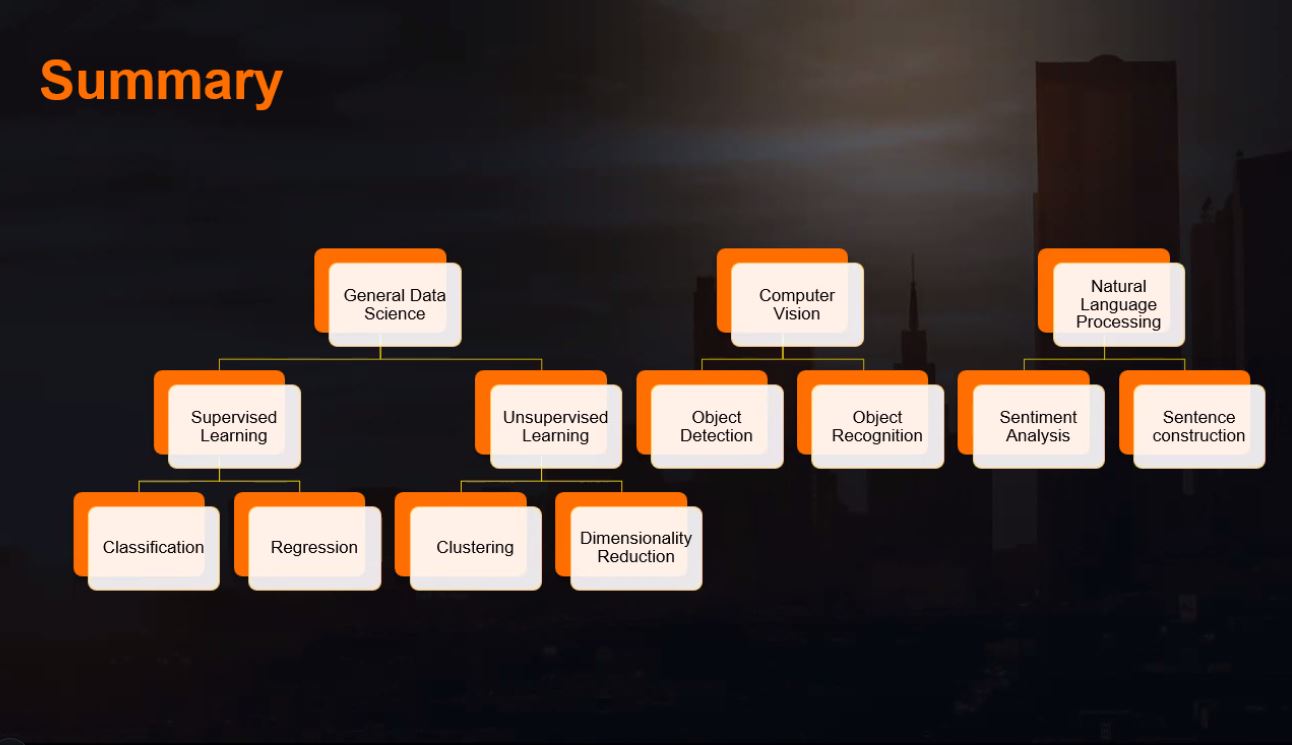 Summary
General Data
Science
Computer
Vision
Natural
Language
Processing
Supervised
Learning
Unsupervised
Learning
Object
Detection
Object
Recognition
Sentiment
Analysis
Sentence
construction
Classification
Regression
Clustering
Dimensionality
Reduction